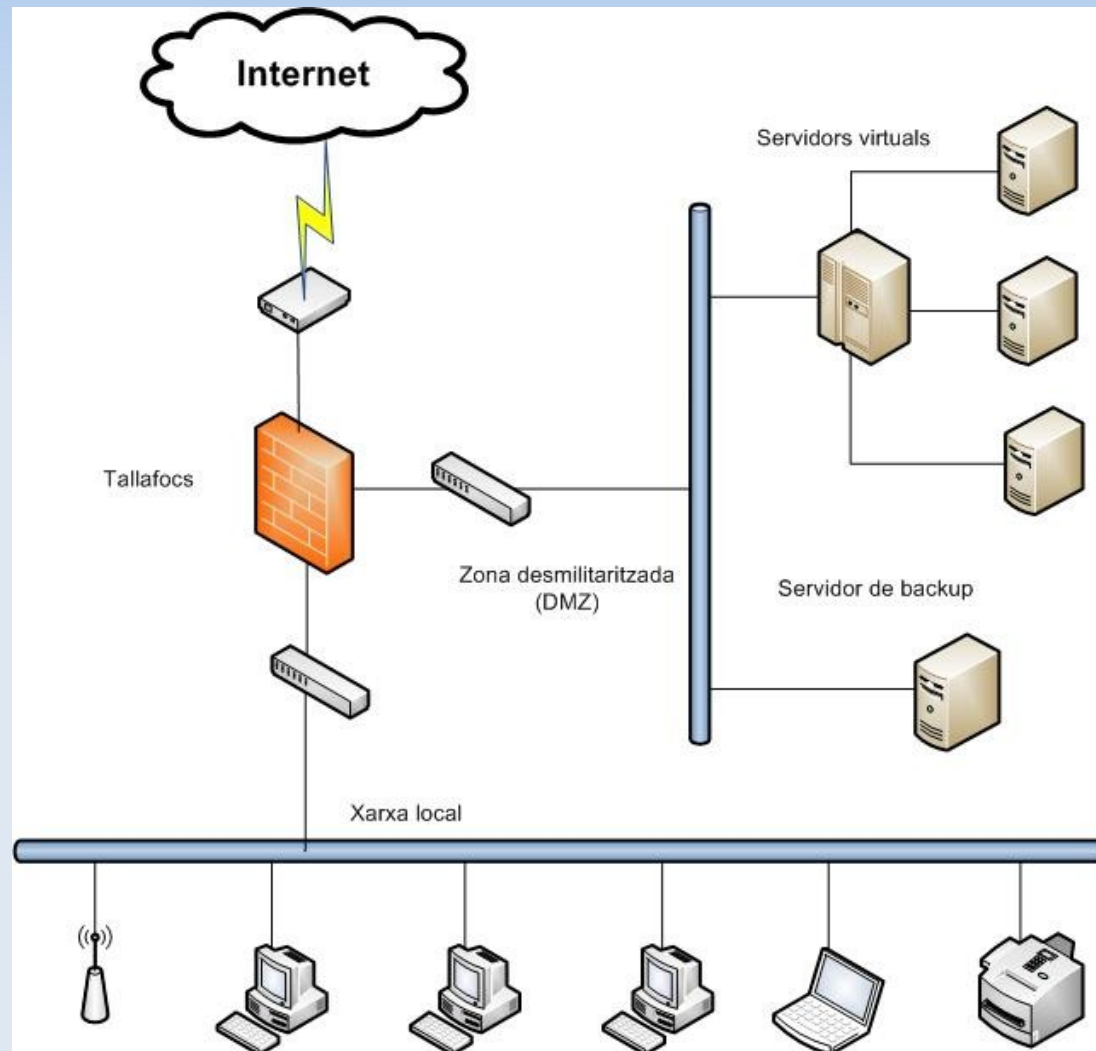 Internet
Servidors virtuals
Tallafocs
Zona desmilitaritzada
(DMZ)
Servidor de backup
Xarxa local